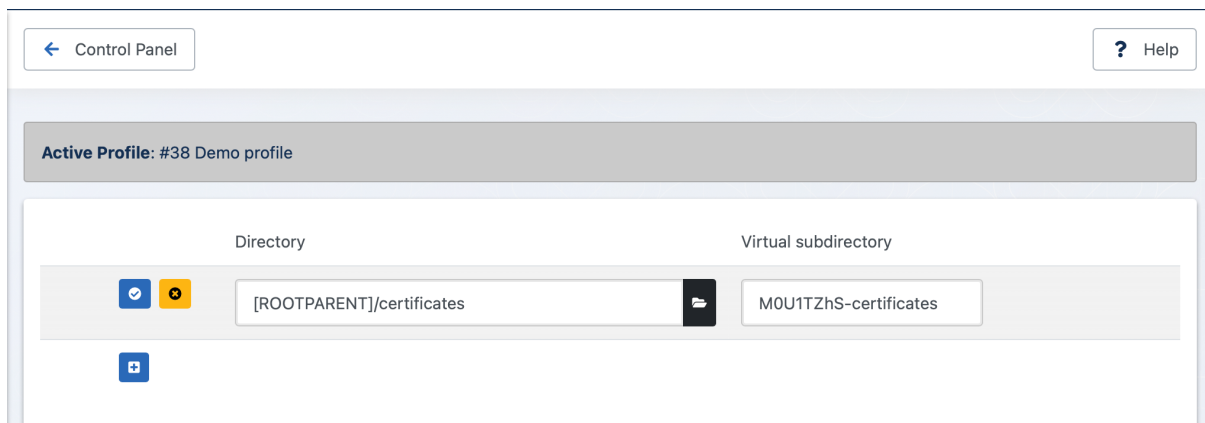 Control Panel
? Help
Active Profile: #38 Demo profile
Directory
Virtual subdirectory
[ROOTPARENT]/certificates
M0U1TZhS-certificates